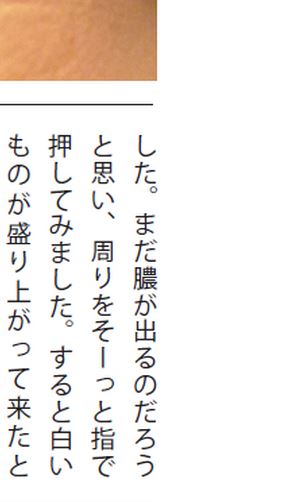 した。まだ膿が出るのだろう
と思い、周りをそーっと指で
押してみました。すると白い
ものが盛り上がって来たと